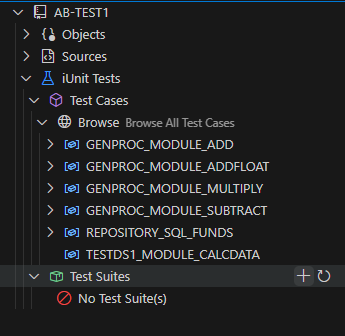 AB-TEST1
Objects
Sources
iUnit Tests
Test Cases
Browse Browse All Test Cases
GENPROC_MODULE_ADD
GENPROC_MODULE_ADDFLOAT
GENPROC_MODULE_MULTIPLY
GENPROC_MODULE_SUBTRACT
REPOSITORY_SQL_FUNDS
TESTDS1_MODULE_CALCDATA
Test Suites
No Test Suite(s)